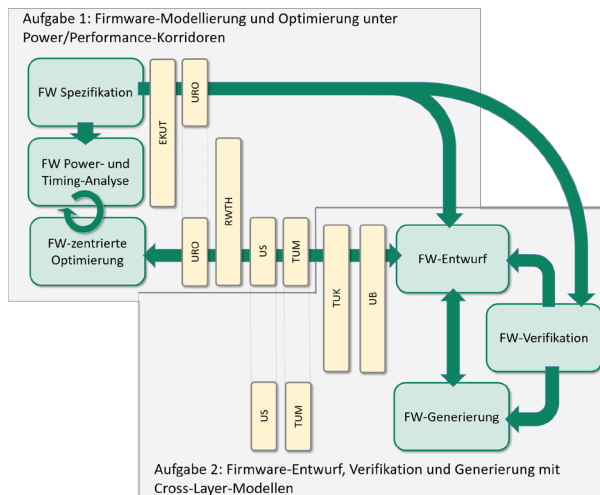 Aufgabe 1: Firmware-Modellierung und Optimierung unter
Power/Performance-Korridoren
FW Spezifikation
EKUT
URO
FW Power- und
Timing-Analyse
RWTH
FW-zentrierte
Optimierung
URO
US
TUM
TUK
UB
FW-Entwurf
FW-Verifikation
US
TUM
FW-Generierung
Aufgabe 2: Firmware-Entwurf, Verifikation und Generierung mit
Cross-Layer-Modellen